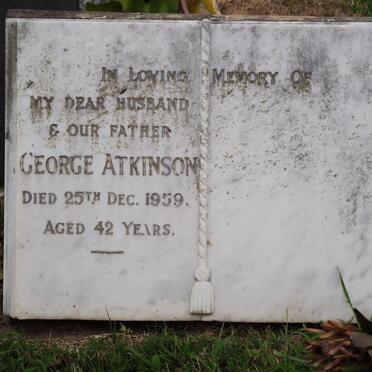 IN LOVING MEMORY OF
MY DEAR HUSBAND
& OUR FATHER
GEORGE ATKINSON
DIED 25TH DEC. 1959.
AGED 42 YEARS.